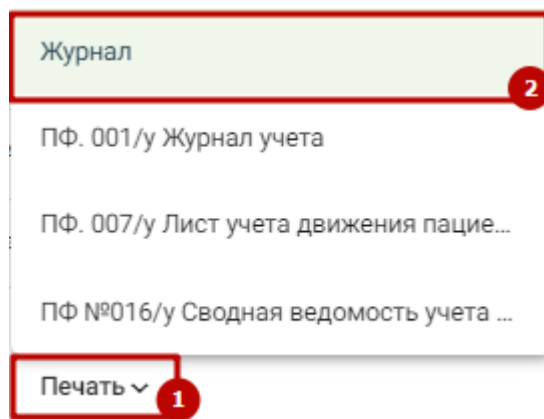 Журнал
2
ПФ. 001/у Журнал учета
ПФ. 007/у Лист учета движения пацие...
ПФ №016/у Сводная ведомость учета ...
Печать
1